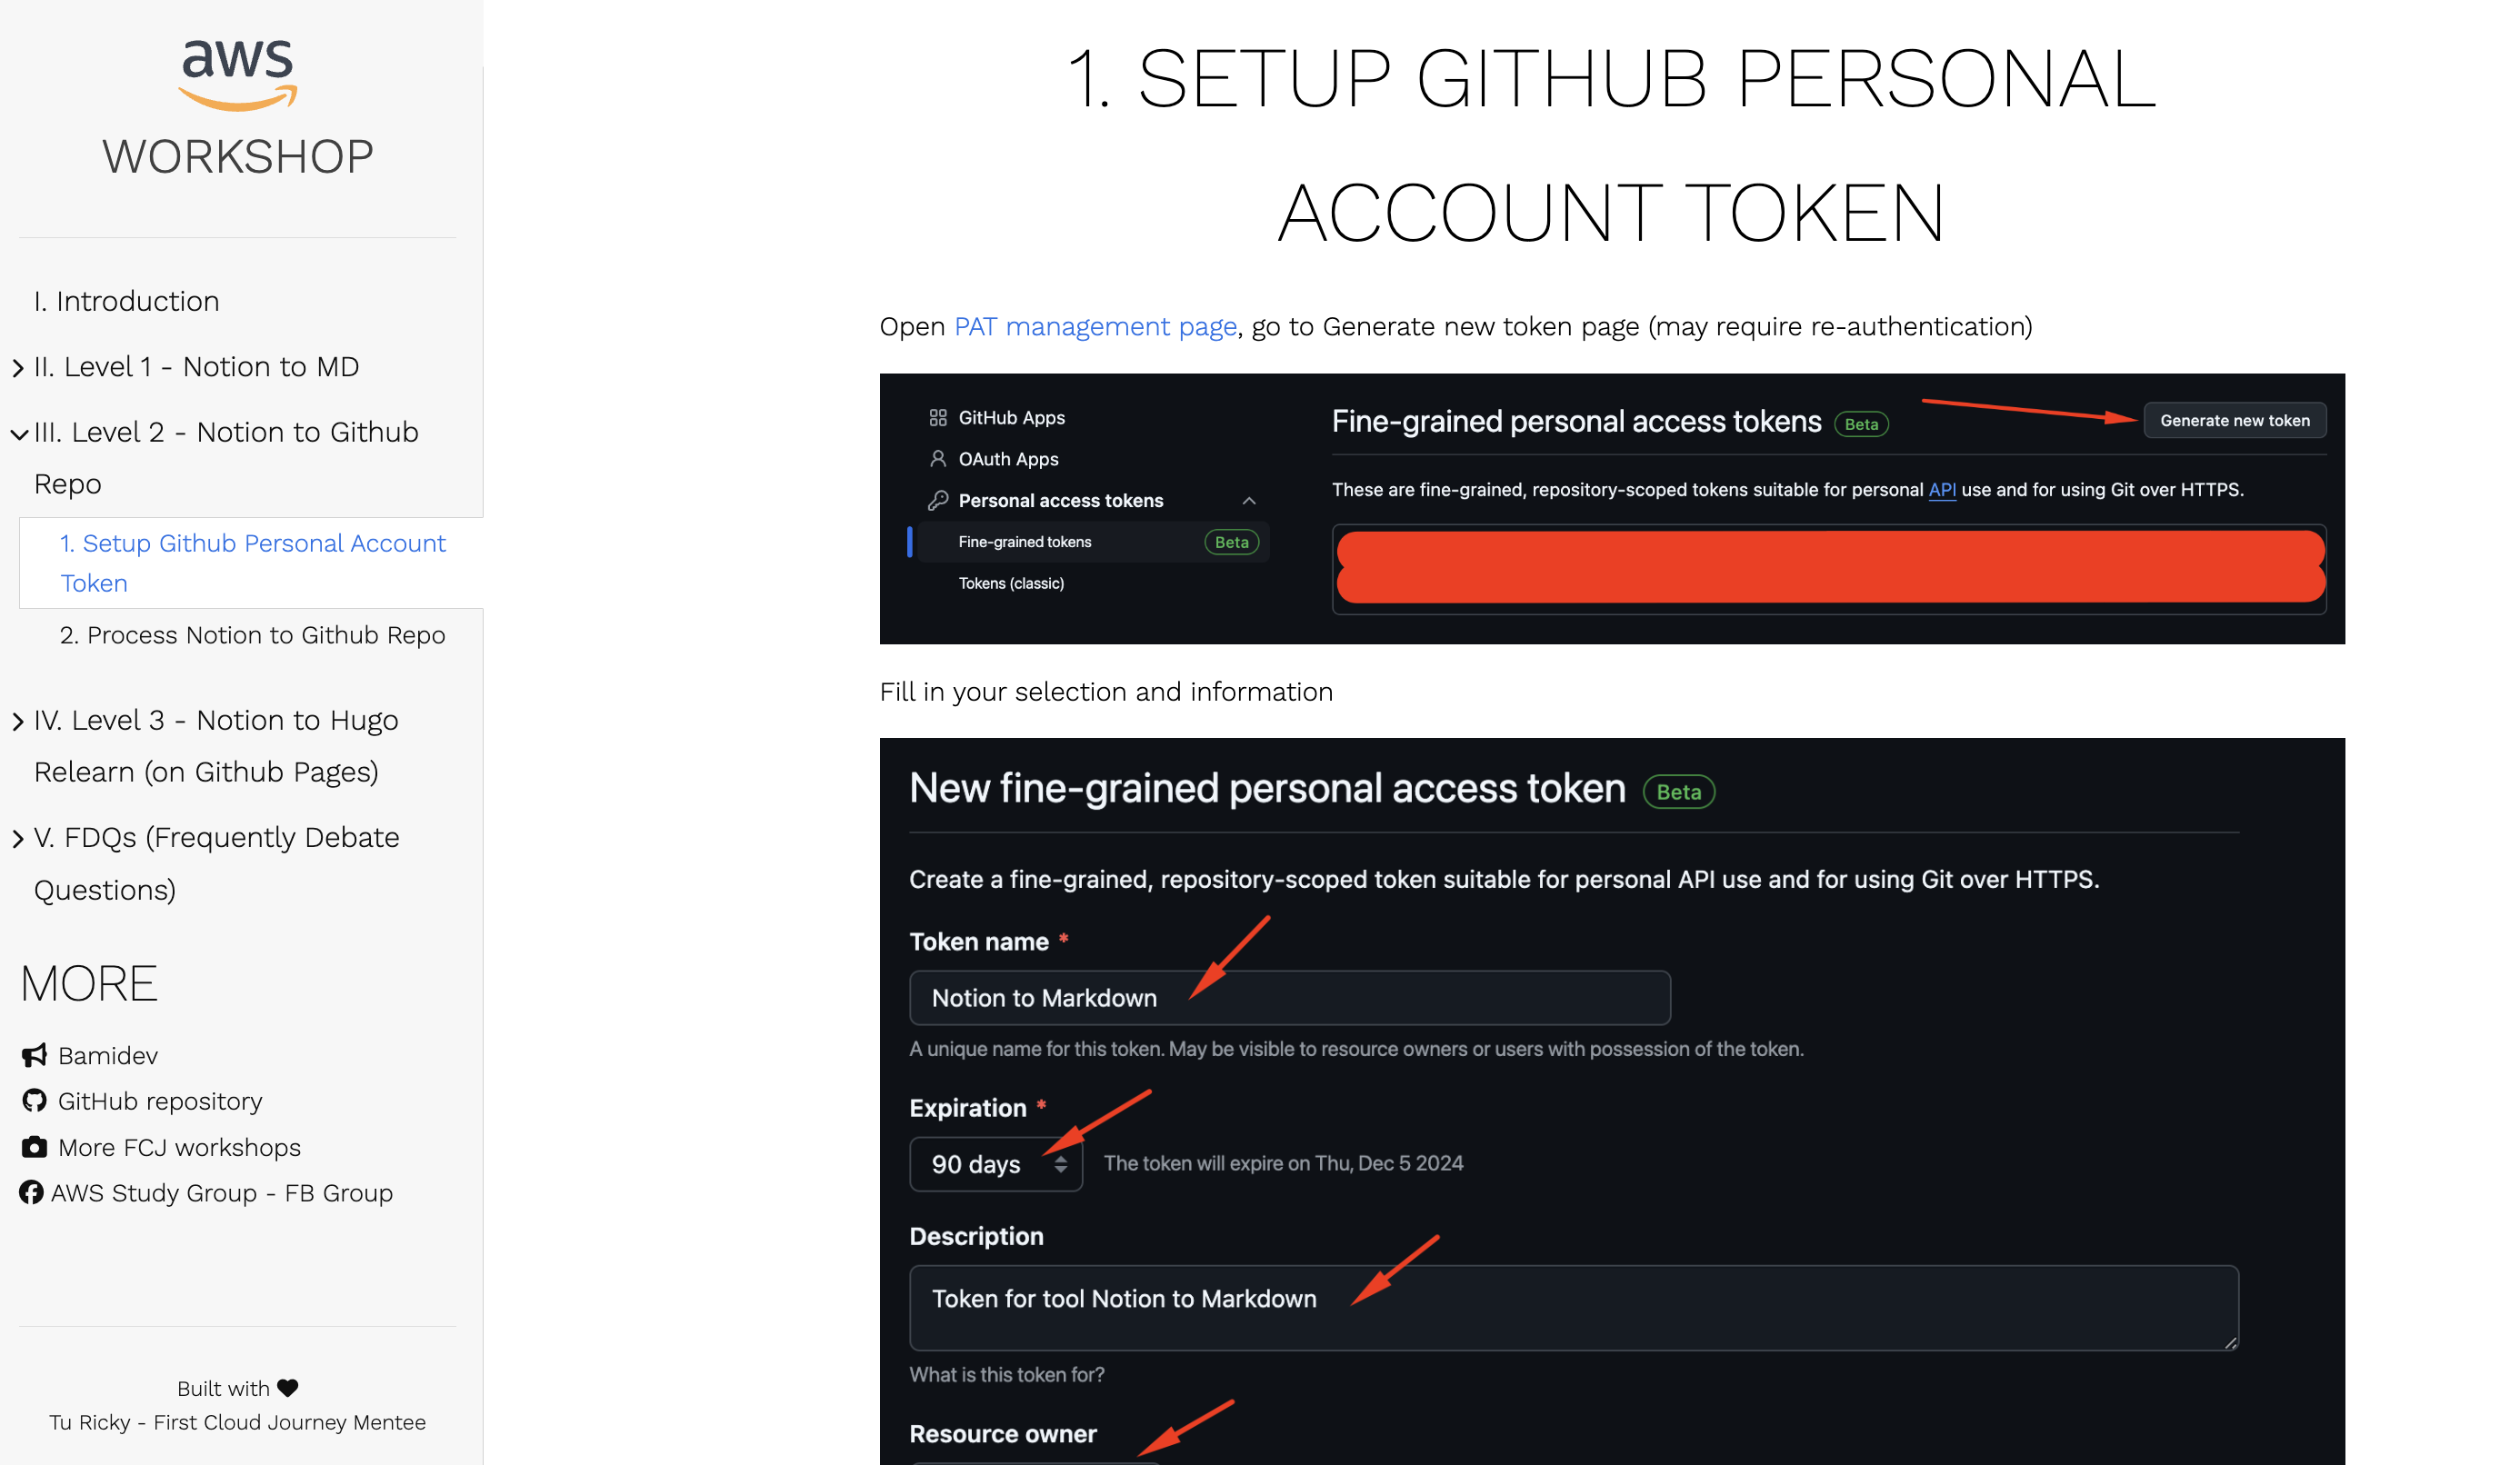 aws
WORKSHOP
I. Introduction
II. Level 1 - Notion to MD
III. Level 2 - Notion to Github
Repo
1. Setup Github Personal Account
Token
2. Process Notion to Github Repo
IV. Level 3 - Notion to Hugo
Relearn (on Github Pages)
V. FDQs (Frequently Debate
Questions)
MORE
Bamidev
GitHub repository
More FCJ workshops
AWS Study Group - FB Group
Built with
Tu Ricky - First Cloud Journey Mentee
1. SETUP GITHUB PERSONAL
ACCOUNT TOKEN
Open PAT management page, go to Generate new token page (may require re-authentication)
GitHub Apps
OAuth Apps
Personal access tokens
Fine-grained tokens Beta
Tokens (classic)
Fine-grained personal access tokens Beta
Generate new token
These are fine-grained, repository-scoped tokens suitable for personal API use and for using Git over HTTPS.
Fill in your selection and information
New fine-grained personal access token Beta
Create a fine-grained, repository-scoped token suitable for personal API use and for using Git over HTTPS.
Token name *
Notion to Markdown
A unique name for this token. May be visible to resource owners or users with possession of the token.
Expiration *
90 days The token will expire on Thu, Dec 5 2024
Description
Token for tool Notion to Markdown
What is this token for?
Resource owner